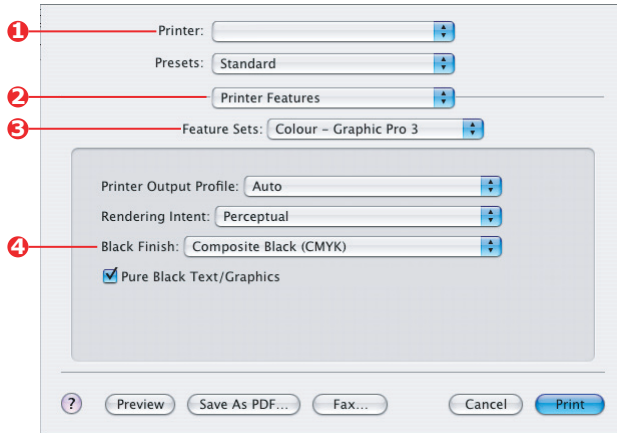 1 Printer:
Presets: Standard
2 Printer Features
3 Feature Sets: Colour – Graphic Pro 3
Printer Output Profile: Auto
Rendering Intent: Perceptual
4 Black Finish: Composite Black (CMYK)
Pure Black Text/Graphics
? Preview Save As PDF... Fax... Cancel Print